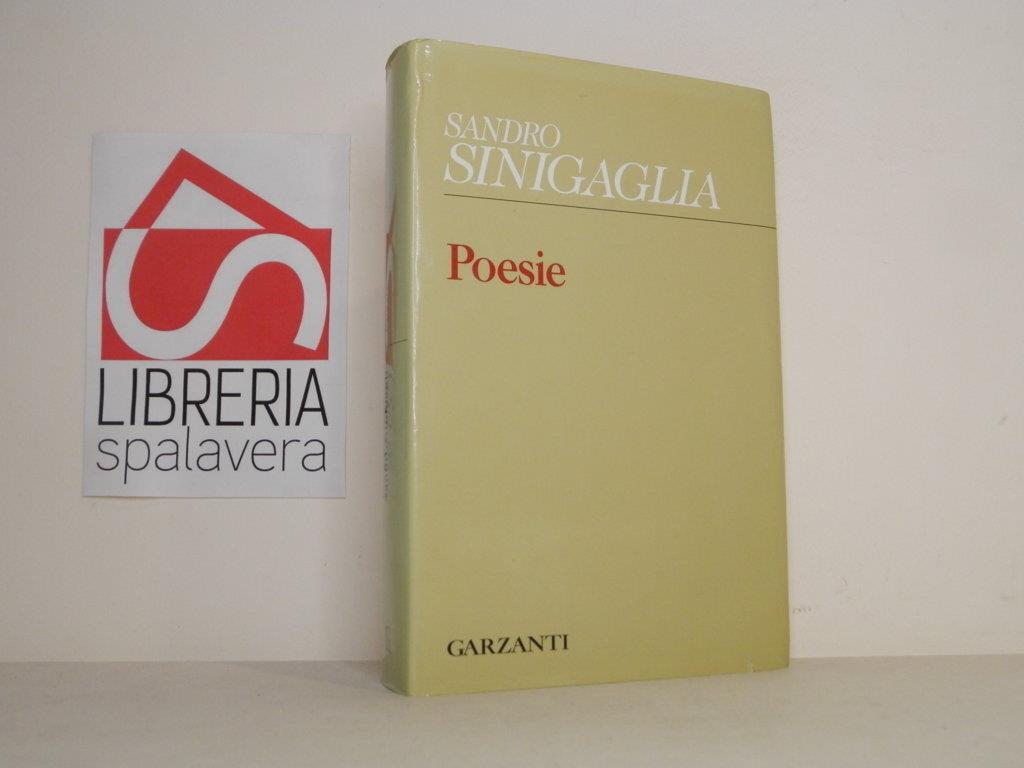 LIBRERIA
spalavera
SANDRO
SINIGAGLIA
Poesie
GARZANTI